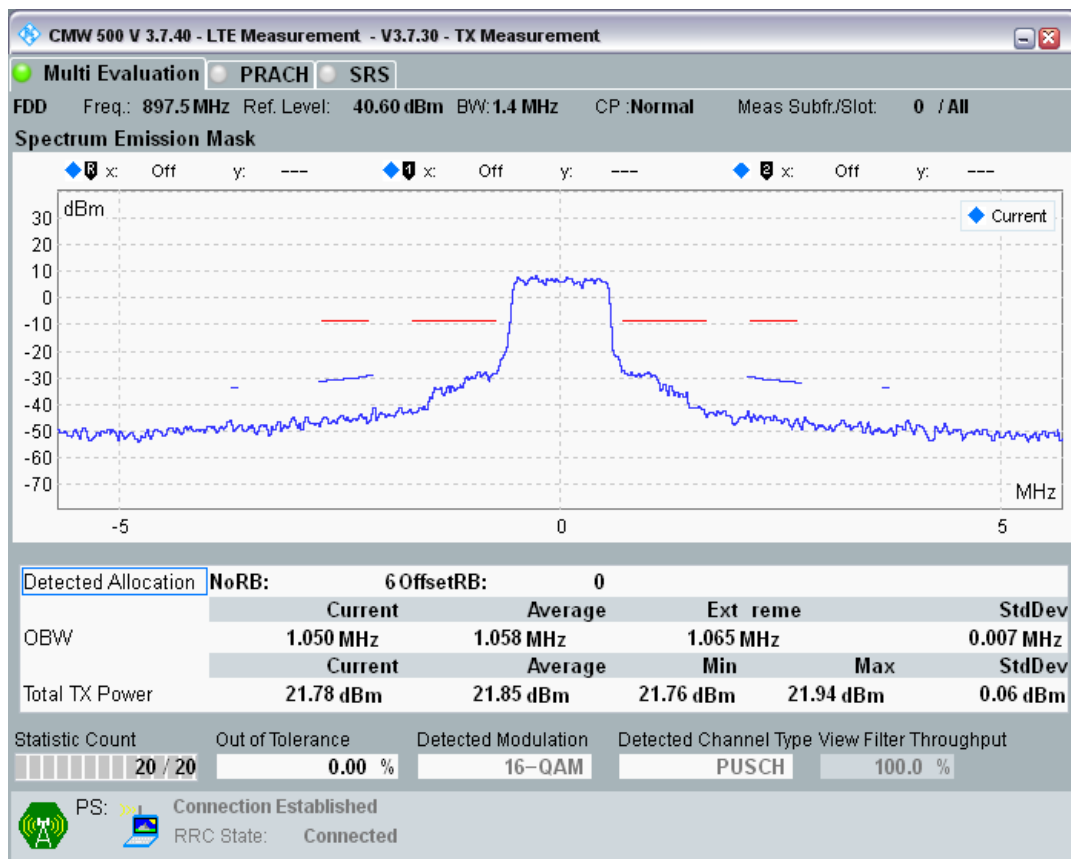 CMW 500 V 3.7.40 - LTE Measurement - V3.7.30 - TX Measurement
Multi Evaluation PRACH SRS
FDD Freq.: 897.5 MHz Ref. Level: 40.60 dBm BW: 1.4 MHz CP :Normal Meas Subfr./Slot: 0 / All
Spectrum Emission Mask
R x: Off y: --- 1 x: Off y: --- 2 x: Off y: ---
dBm
Current
30
20
10
0
-10
-20
-30
-40
-50
-60
-70
MHz
-5 0 5
Detected Allocation NoRB: 6 OffsetRB: 0
Current Average Ext reme StdDev
OBW 1.050 MHz 1.058 MHz 1.065 MHz 0.007 MHz
Current Average Min Max StdDev
Total TX Power 21.78 dBm 21.85 dBm 21.76 dBm 21.94 dBm 0.06 dBm
Statistic Count Out of Tolerance Detected Modulation Detected Channel Type View Filter Throughput
20 / 20 0.00 % 16-QAM PUSCH 100.0 %
PS: Connection Established
RRC State: Connected